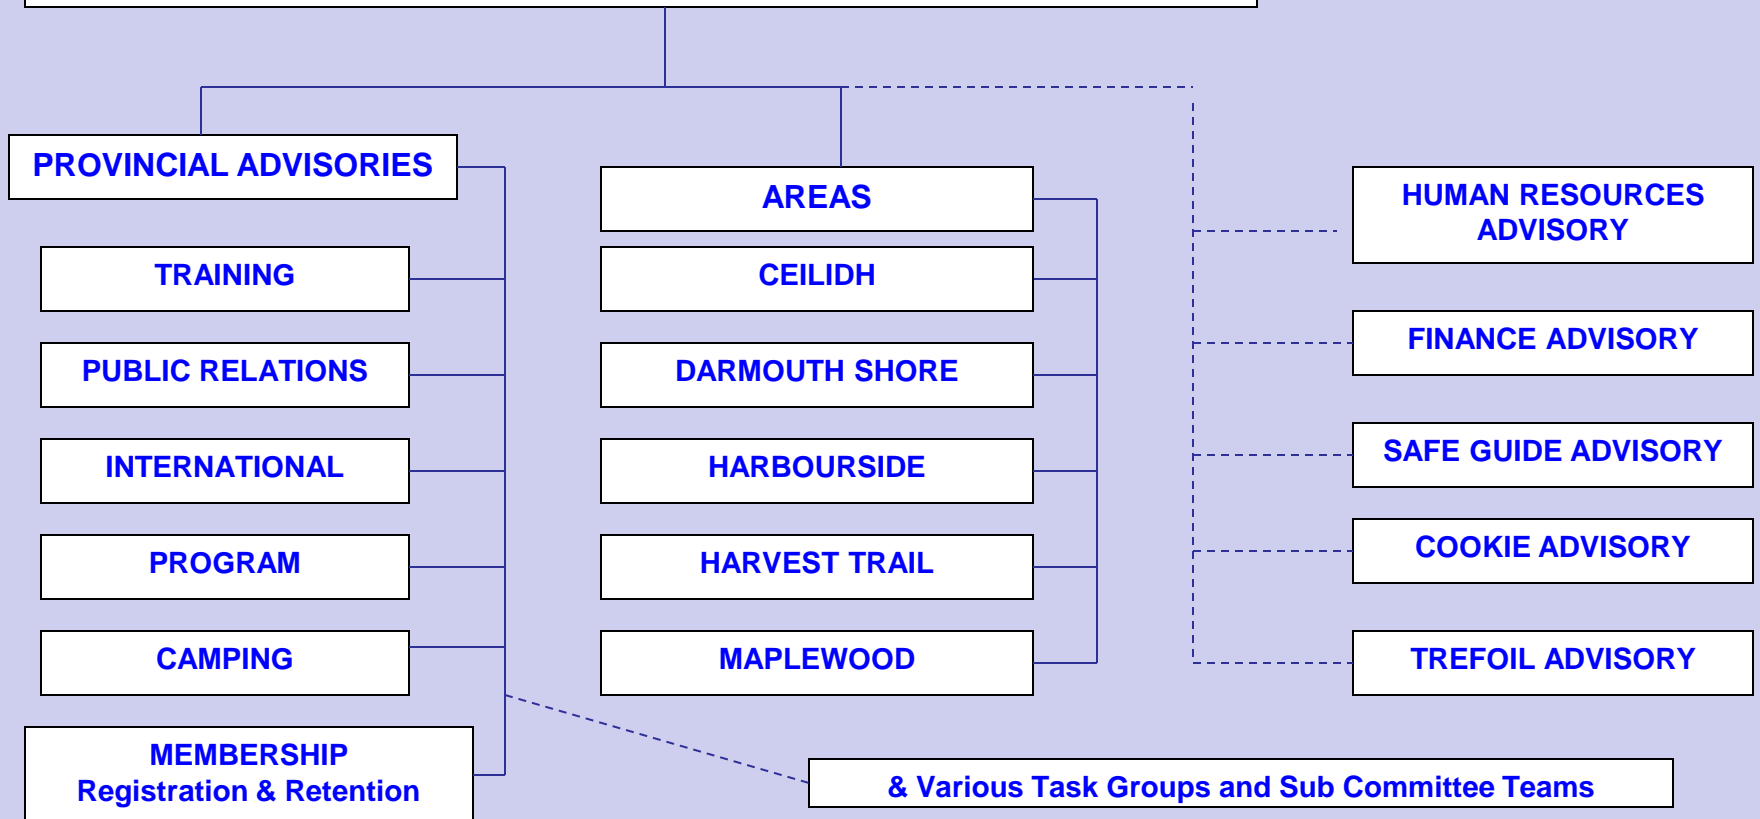 PROVINCIAL ADVISORIES
TRAINING
PUBLIC RELATIONS
INTERNATIONAL
PROGRAM
CAMPING
MEMBERSHIP
Registration & Retention
AREAS
CEILIDH
DARMOUTH SHORE
HARBOURSIDE
HARVEST TRAIL
MAPLEWOOD
HUMAN RESOURCES
ADVISORY
FINANCE ADVISORY
SAFE GUIDE ADVISORY
COOKIE ADVISORY
TREFOIL ADVISORY
& Various Task Groups and Sub Committee Teams